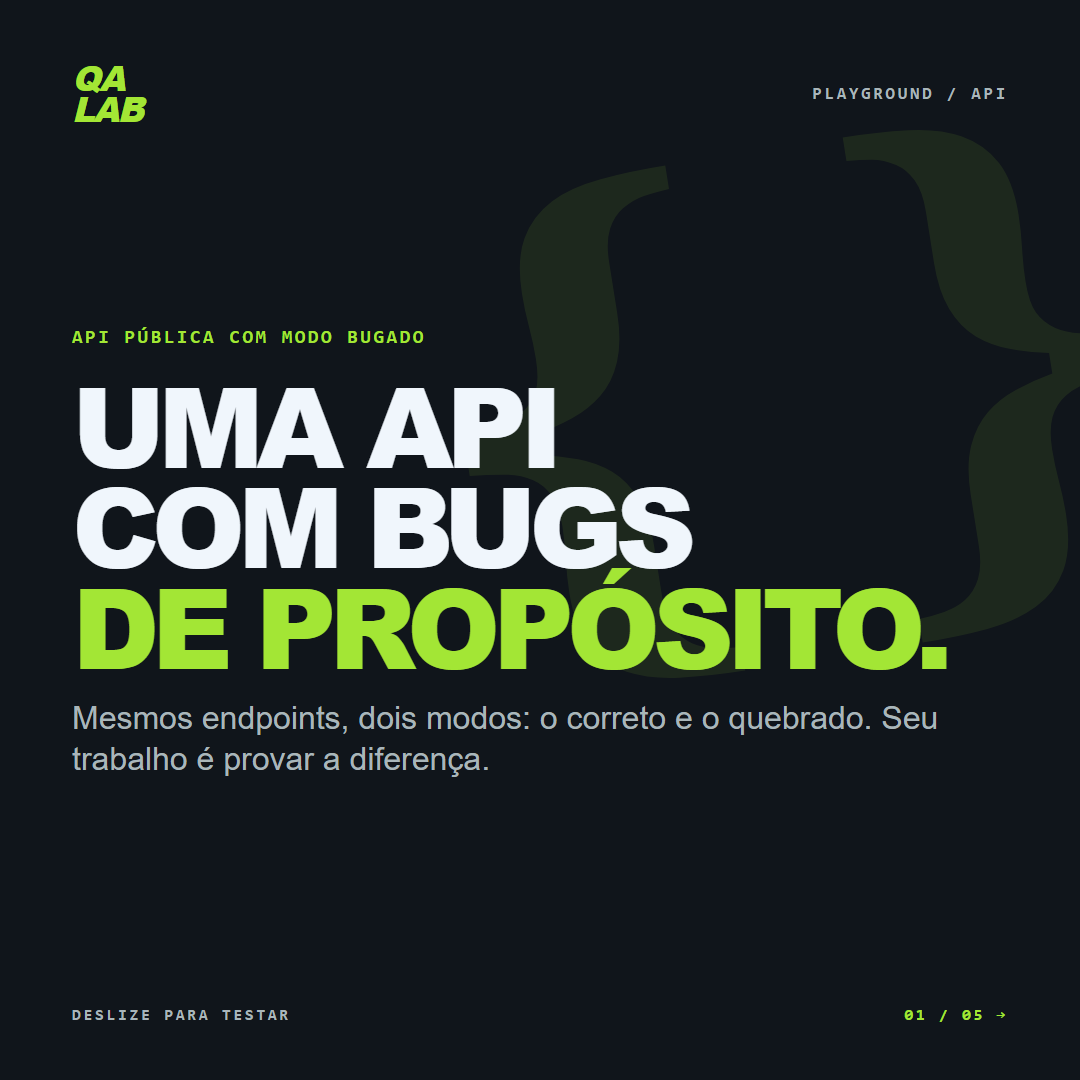 QA
LAB
PLAYGROUND / API
API PÚBLICA COM MODO BUGADO
UMA API
COM BUGS
DE PROPÓSITO.
Mesmos endpoints, dois modos: o correto e o quebrado. Seu
trabalho é provar a diferença.
DESLIZE PARA TESTAR
01 / 05 →